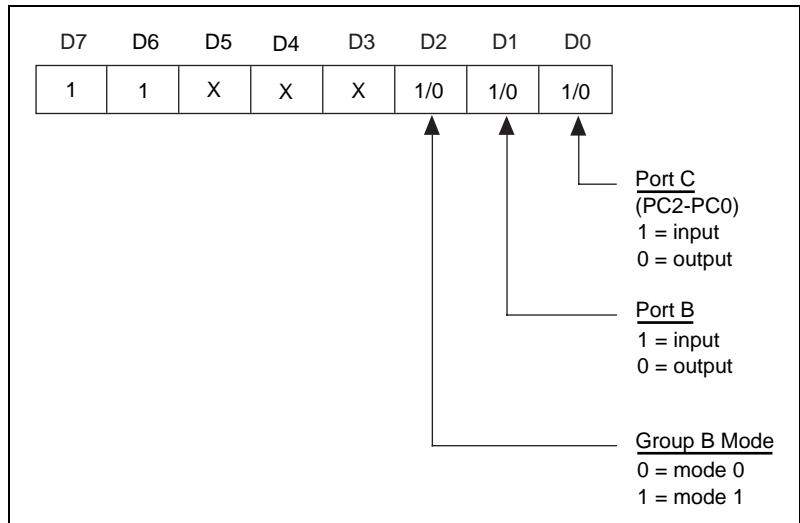 D7 D6 D5 D4 D3 D2 D1 D0
1 1 X X X 1/0 1/0 1/0
Port C
(PC2-PC0)
1 = input
0 = output
Port B
1 = input
0 = output
Group B Mode
0 = mode 0
1 = mode 1